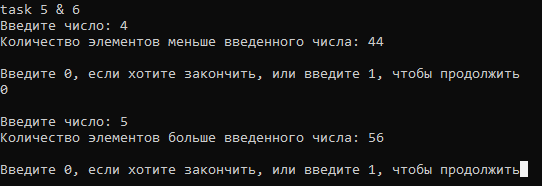 task 5 & 6
Введите число: 4
Количество элементов меньше введенного числа: 44
Введите 0, если хотите закончить, или введите 1, чтобы продолжить
0
Введите число: 5
Количество элементов больше введенного числа: 56
Введите 0, если хотите закончить, или введите 1, чтобы продолжить